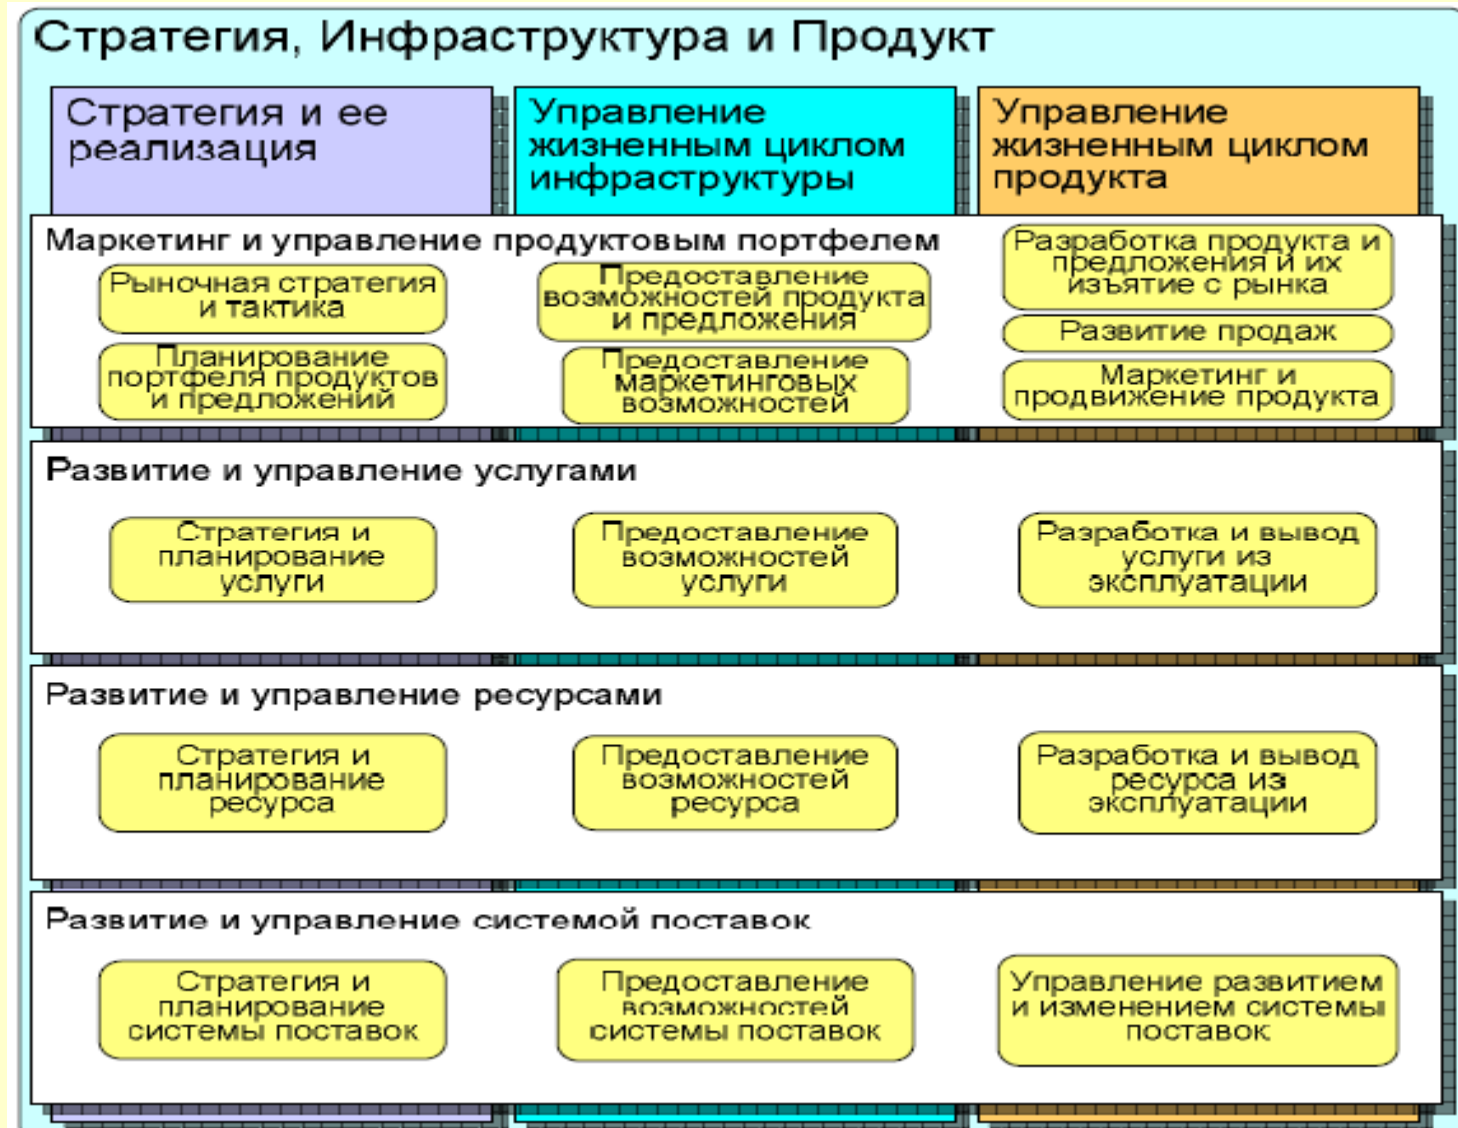 Стратегия, Инфраструктура и Продукт
Стратегия и ее
реализация
Управление
жизненным циклом
инфраструктуры
Управление
жизненным циклом
продукта
Маркетинг и управление продуктовым портфелем
Рыночная стратегия
и тактика
Планирование
портфеля продуктов
и предложений
Предоставление
возможностей продукта
и предложения
Предоставление
маркетинговых
возможностей
Разработка продукта и
предложения и их
изъятие с рынка
Развитие продаж
Маркетинг и
продвижение продукта
Развитие и управление услугами
Стратегия и
планирование
услуги
Предоставление
возможностей
услуги
Разработка и вывод
услуги из
эксплуатации
Развитие и управление ресурсами
Стратегия и
планирование
ресурса
Предоставление
возможностей
ресурса
Разработка и вывод
ресурса из
эксплуатации
Развитие и управление системой поставок
Стратегия и
планирование
системы поставок
Предоставление
возможностей
системы поставок
Управление развитием
и изменением системы
поставок